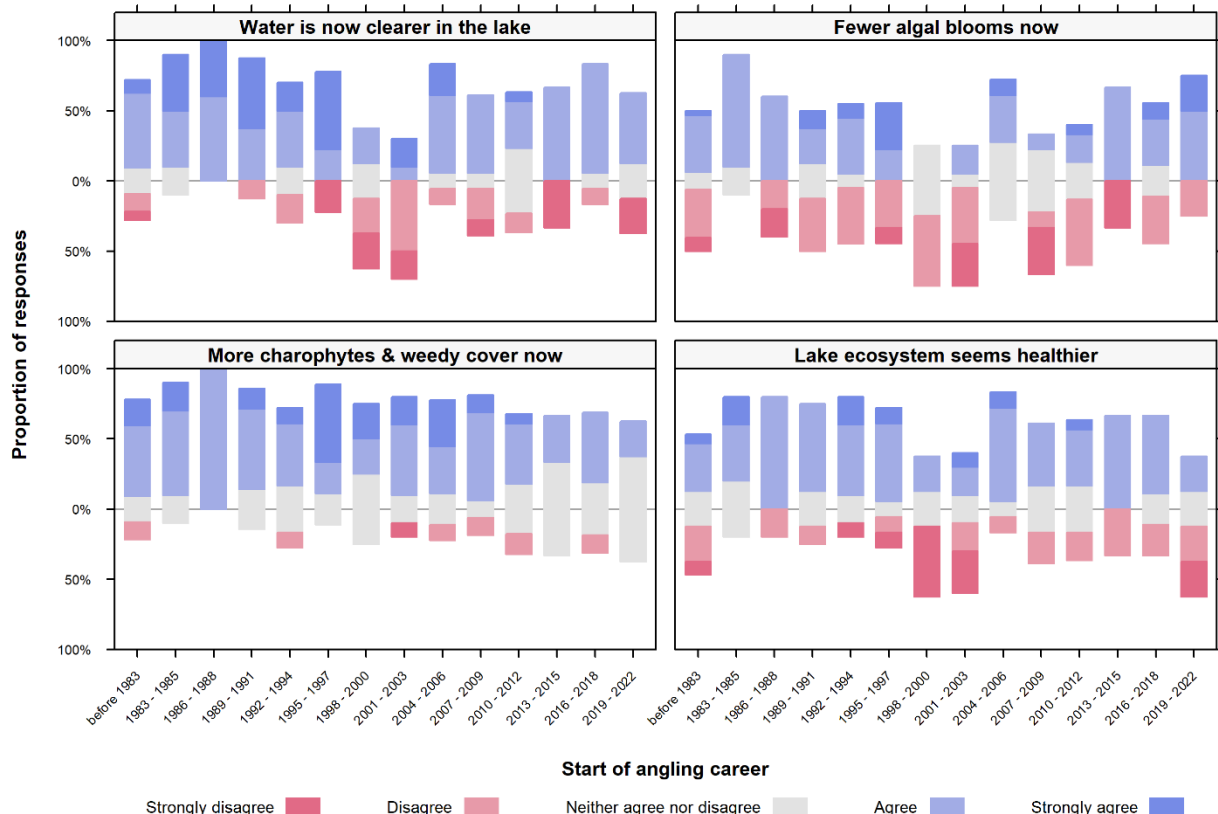 Water is now clearer in the lake
Fewer algal blooms now
100%
50%
0%
50%
100%
More charophytes & weedy cover now
Lake ecosystem seems healthier
100%
50%
0%
50%
100%
Proportion of responses
before 1983
1983 - 1985
1986 - 1988
1989 - 1991
1992 - 1994
1995 - 1997
1998 - 2000
2001 - 2003
2004 - 2006
2007 - 2009
2010 - 2012
2013 - 2015
2016 - 2018
2019 - 2022
before 1983
1983 - 1985
1986 - 1988
1989 - 1991
1992 - 1994
1995 - 1997
1998 - 2000
2001 - 2003
2004 - 2006
2007 - 2009
2010 - 2012
2013 - 2015
2016 - 2018
2019 - 2022
Start of angling career
Strongly disagree Disagree Neither agree nor disagree Agree Strongly agree